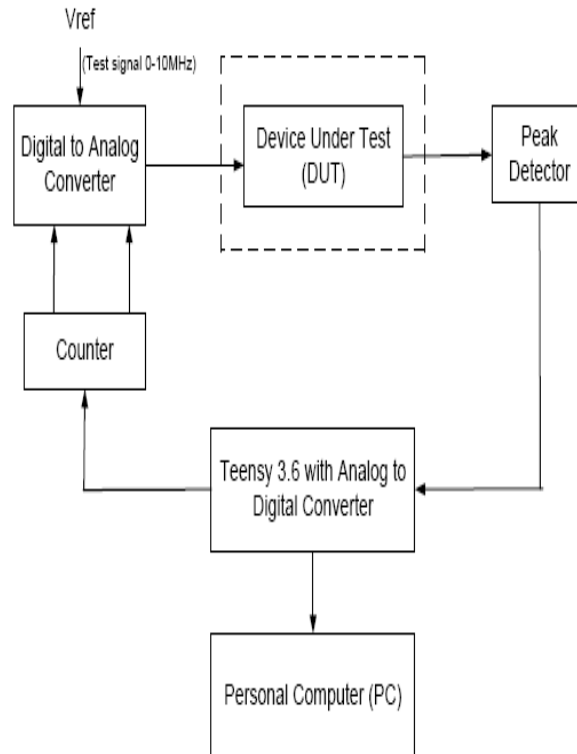 Vref
(Test signal 0-10MHz)
Digital to Analog
Converter
Device Under Test
(DUT)
Peak
Detector
Counter
Teensy 3.6 with Analog to
Digital Converter
Personal Computer (PC)